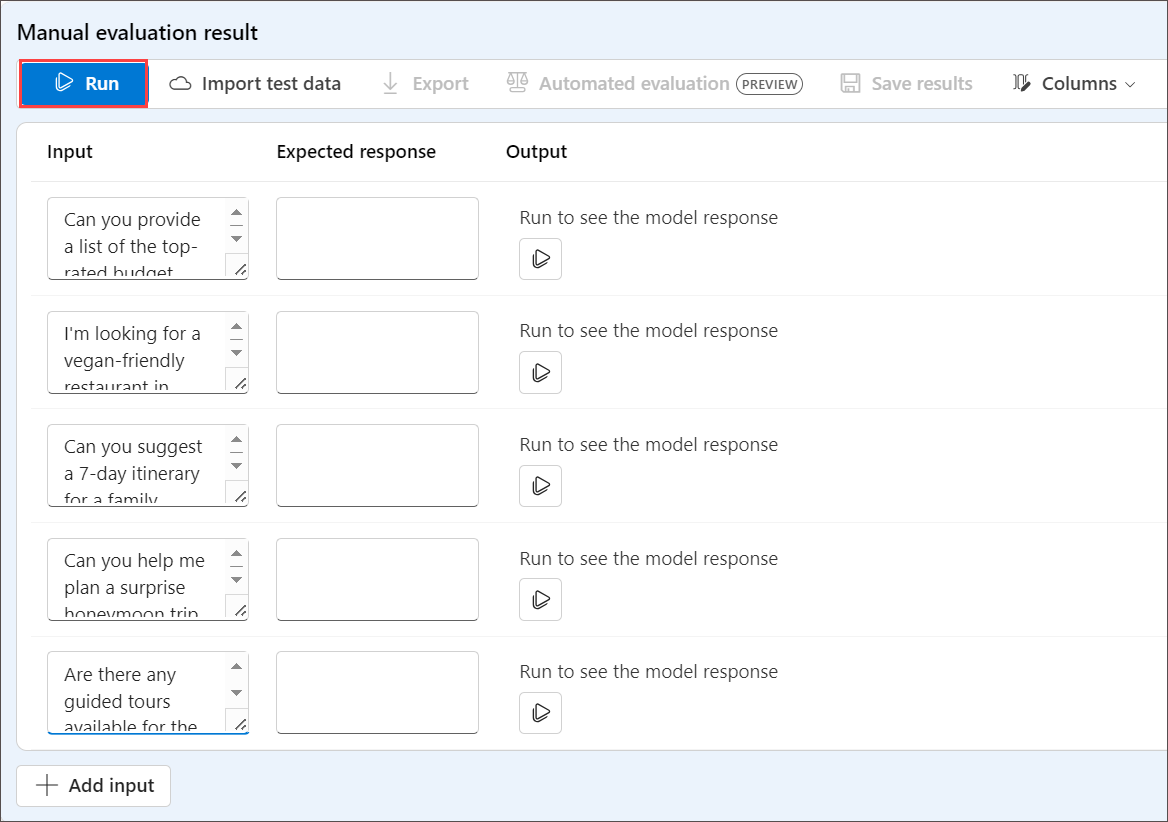 Manual evaluation result
Run
Import test data
Export
Automated evaluation PREVIEW
Save results
Columns
Input
Expected response
Output
Can you provide
a list of the top-
rated budget
Run to see the model response
I'm looking for a
vegan-friendly
restaurant in
Run to see the model response
Can you suggest
a 7-day itinerary
for a family
Run to see the model response
Can you help me
plan a surprise
honeymoon trip
Run to see the model response
Are there any
guided tours
available for the
Run to see the model response
Add input